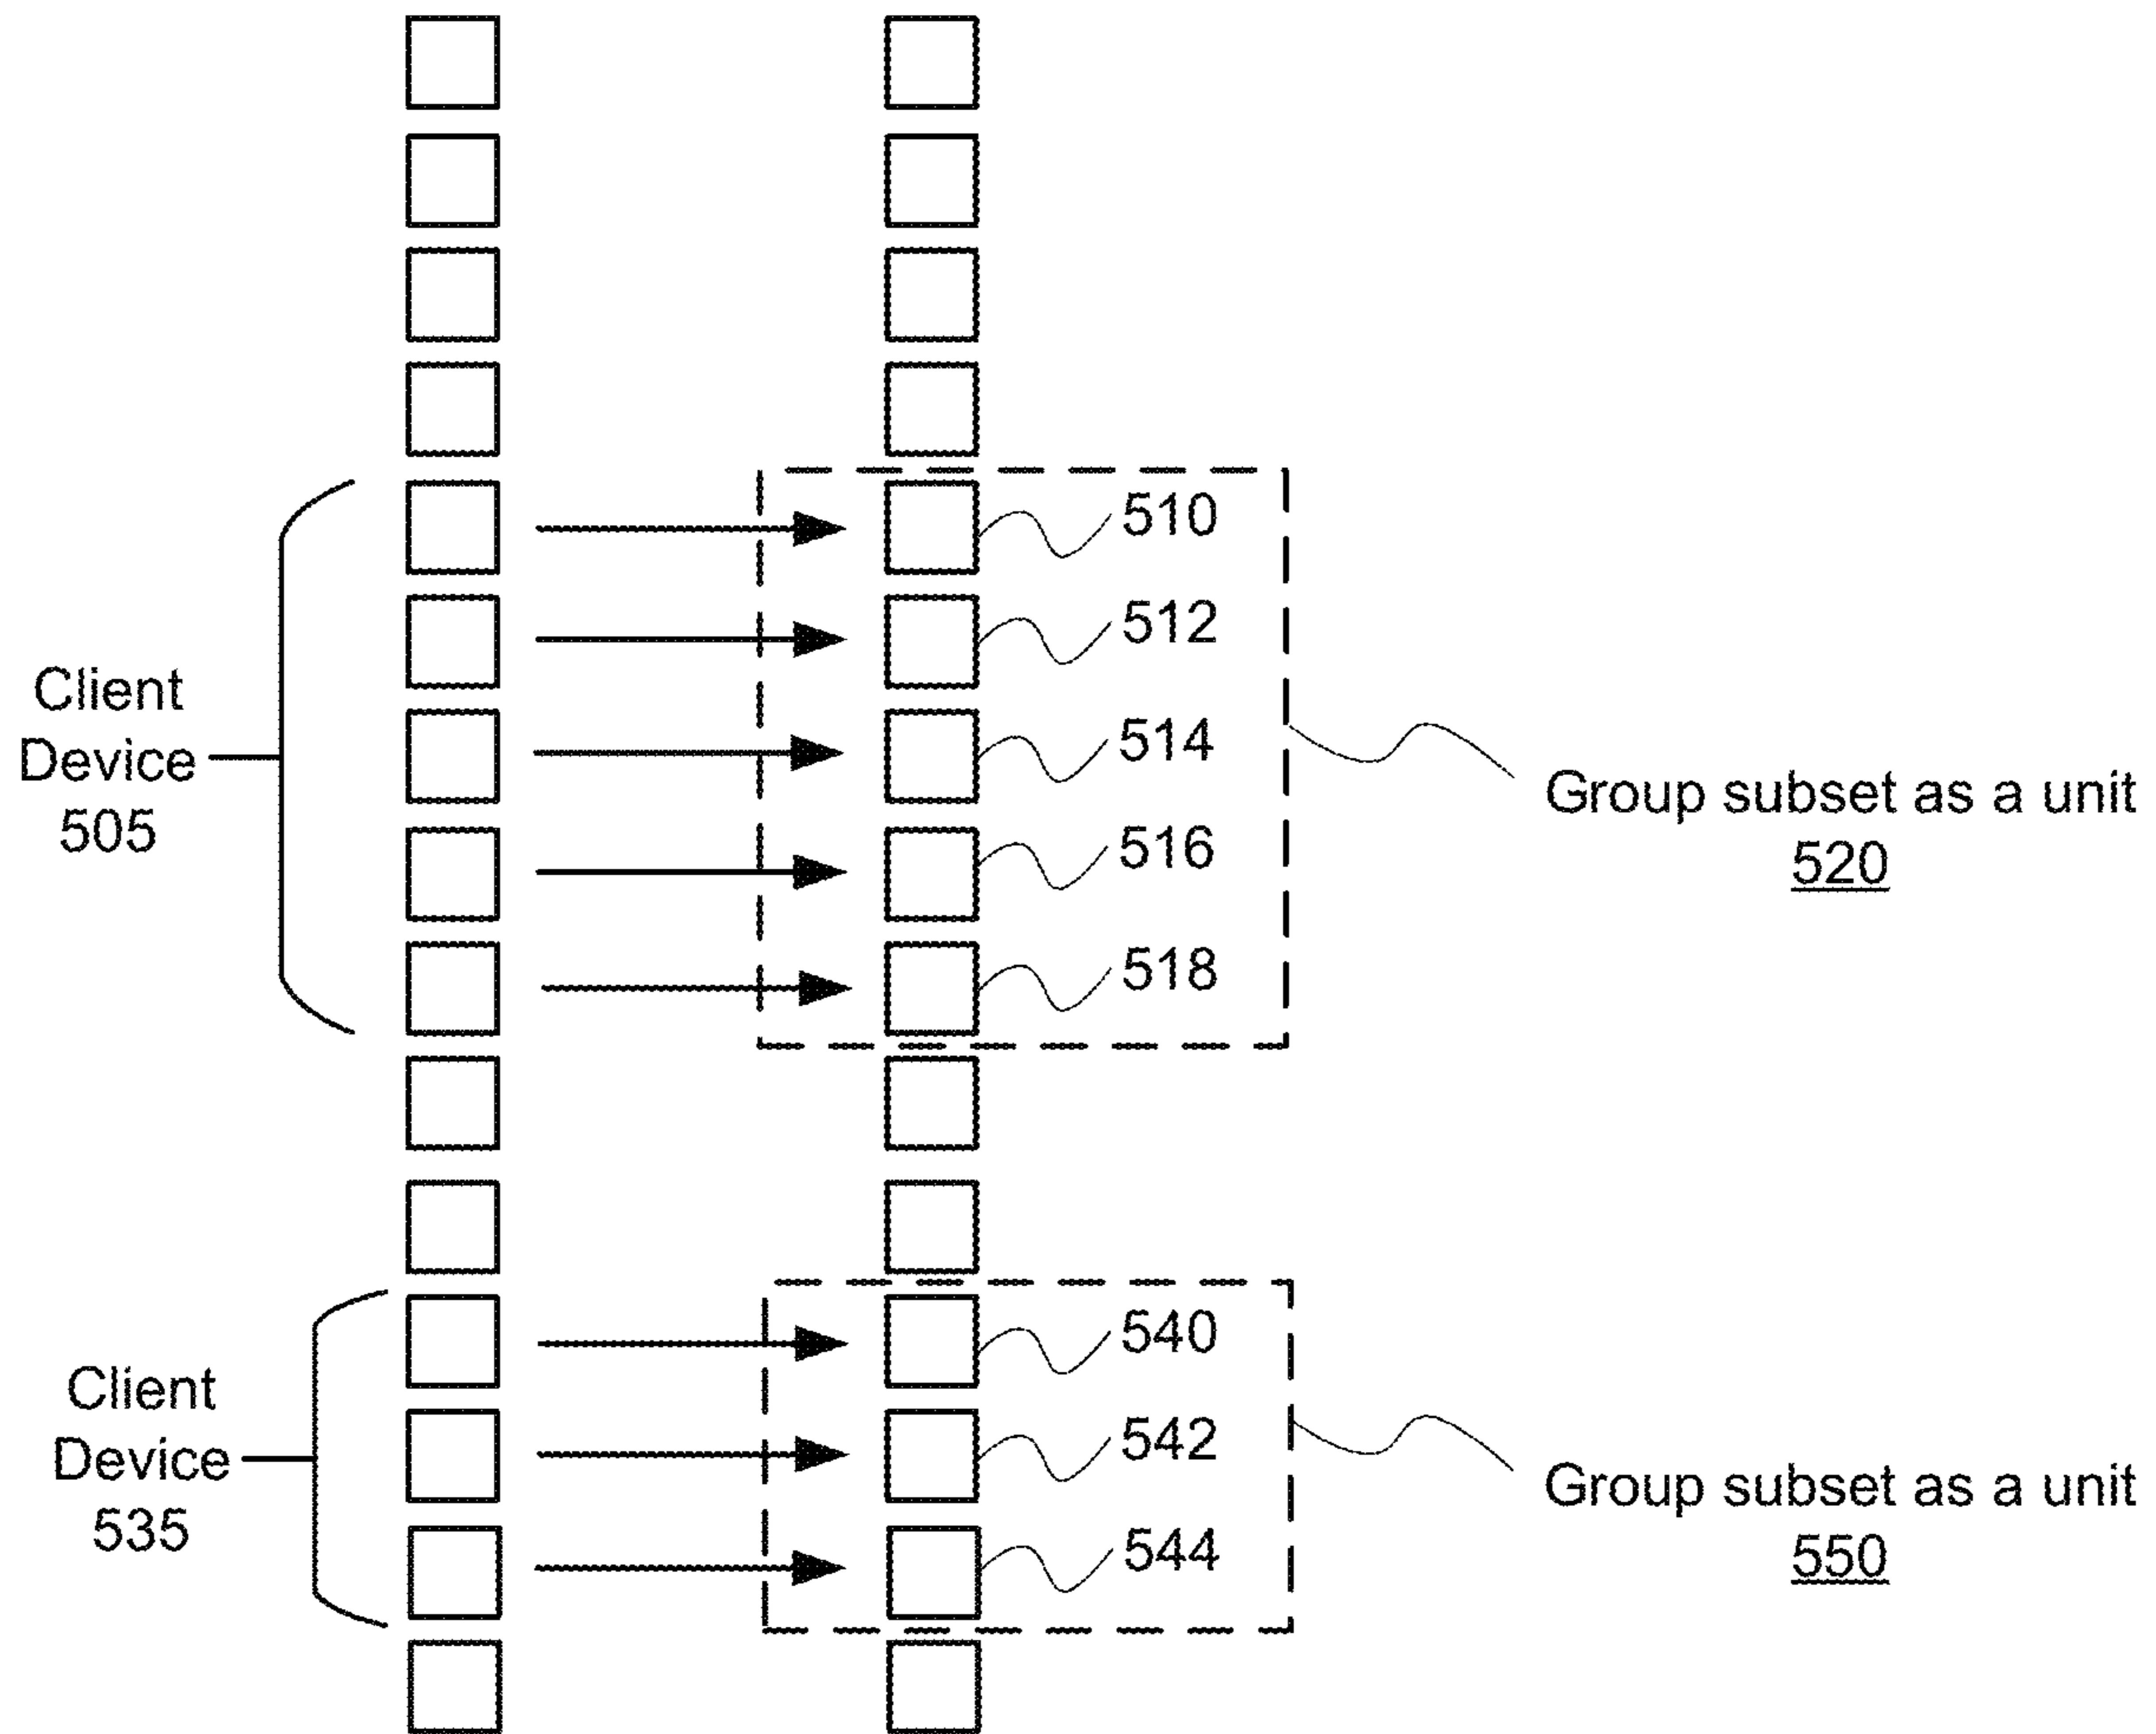 510
512
Client
Device
505
514
Group subset as a unit
520
516
518
540
Client
Device
535
542
Group subset as a unit
550
544